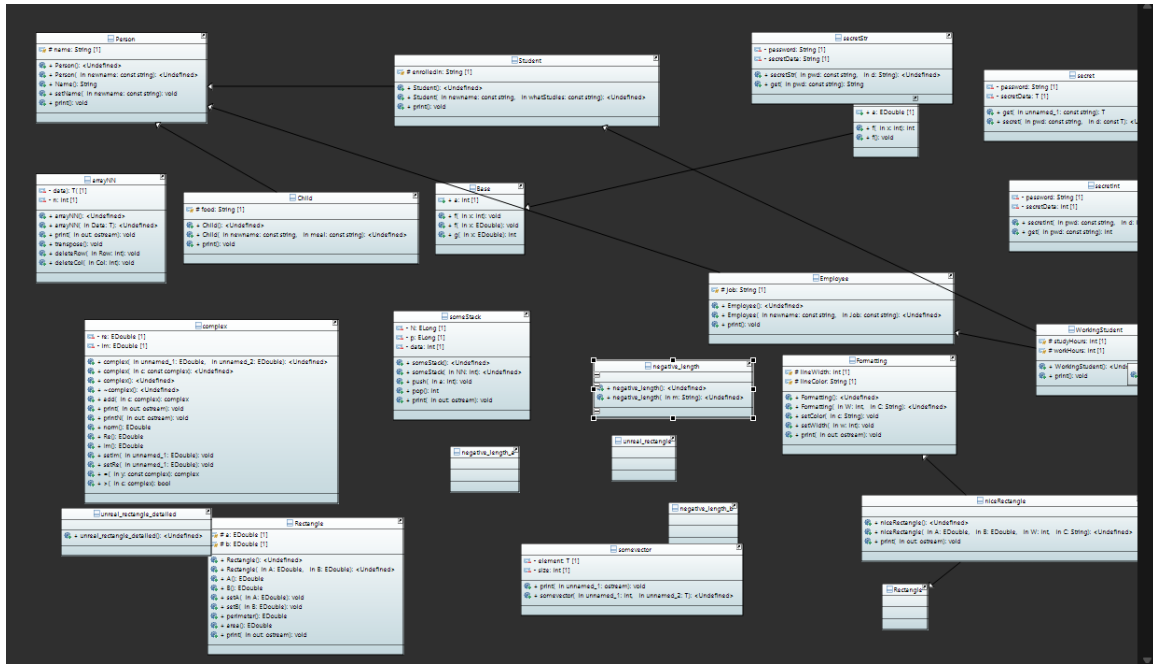 Person
# name: String [1]
+ Person(): <Undefined>
+ Person( in newname: const string): <Undefined>
+ Name(): String
+ setName( in newname: const string): void
+ print(): void
Student
# enrolledIn: String [1]
+ Student(): <Undefined>
+ Student( in newname: const string, in whatStudies: const string): <Undefined>
+ print(): void
secretStr
- password: String [1]
- secretData: String [1]
+ secretStr( in pwd: const string, in d: String): <Undefined>
+ get( in pwd: const string): String
secret
- password: String [1]
- secretData: T [1]
+ get( in unnamed_1: const string): T
+ secret( in pwd: const string, in d: const T): <U
+ a: EDouble [1]
+ f( in x: int): int
+ f(): void
arrayNN
- data): T( [1]
- n: int [1]
+ arrayNN(): <Undefined>
+ arrayNN( in Data: T): <Undefined>
+ print( in out: ostream): void
+ transpose(): void
+ deleteRow( in Row: int): void
+ deleteCol( in Col: int): void
Child
# food: String [1]
+ Child(): <Undefined>
+ Child( in newname: const string, in meal: const string): <Undefined>
+ print(): void
Base
+ a: int [1]
+ f( in x: int): void
+ f( in x: EDouble): void
+ g( in x: EDouble): int
secretInt
- password: String [1]
- secretData: int [1]
+ secretInt( in pwd: const string, in d: i
+ get( in pwd: const string): int
Employee
# Job: String [1]
+ Employee(): <Undefined>
+ Employee( in newname: const string, in Job: const string): <Undefined>
+ print(): void
complex
- re: EDouble [1]
- im: EDouble [1]
+ complex( in unnamed_1: EDouble, in unnamed_2: EDouble): <Undefined>
+ complex( in c: const complex): <Undefined>
+ complex(): <Undefined>
+ ~complex(): <Undefined>
+ add( in c: complex): complex
+ print( in out: ostream): void
+ printN( in out: ostream): void
+ norm(): EDouble
+ Re(): EDouble
+ Im(): EDouble
+ setIm( in unnamed_1: EDouble): void
+ setRe( in unnamed_1: EDouble): void
+ =( in y: const complex): complex
+ >( in c: complex): bool
someStack
- N: ELong [1]
- p: ELong [1]
- data: int [1]
+ someStack(): <Undefined>
+ someStack( in NN: int): <Undefined>
+ push( in a: int): void
+ pop(): int
+ print( in out: ostream): void
WorkingStudent
# studyHours: int [1]
# workHours: int [1]
+ WorkingStudent(): <Unde
+ print(): void
negative_length
+ negative_length(): <Undefined>
+ negative_length( in m: String): <Undefined>
Formatting
# lineWidth: int [1]
# lineColor: String [1]
+ Formatting(): <Undefined>
+ Formatting( in W: int, in C: String): <Undefined>
+ setColor( in c: String): void
+ setWidth( in w: int): void
+ print( in out: ostream): void
negative_length_a
unreal_rectangle
unreal_rectangle_detailed
+ unreal_rectangle_detailed(): <Undefined>
Rectangle
# a: EDouble [1]
# b: EDouble [1]
+ Rectangle(): <Undefined>
+ Rectangle( in A: EDouble, in B: EDouble): <Undefined>
+ A(): EDouble
+ B(): EDouble
+ setA( in A: EDouble): void
+ setB( in B: EDouble): void
+ perimeter(): EDouble
+ area(): EDouble
+ print( in out: ostream): void
negative_length_b
somevector
- element: T [1]
- size: int [1]
+ print( in unnamed_1: ostream): void
+ somevector( in unnamed_1: int, in unnamed_2: T): <Undefined>
niceRectangle
+ niceRectangle(): <Undefined>
+ niceRectangle( in A: EDouble, in B: EDouble, in W: int, in C: String): <Undefined>
+ print( in out: ostream): void
Rectangle